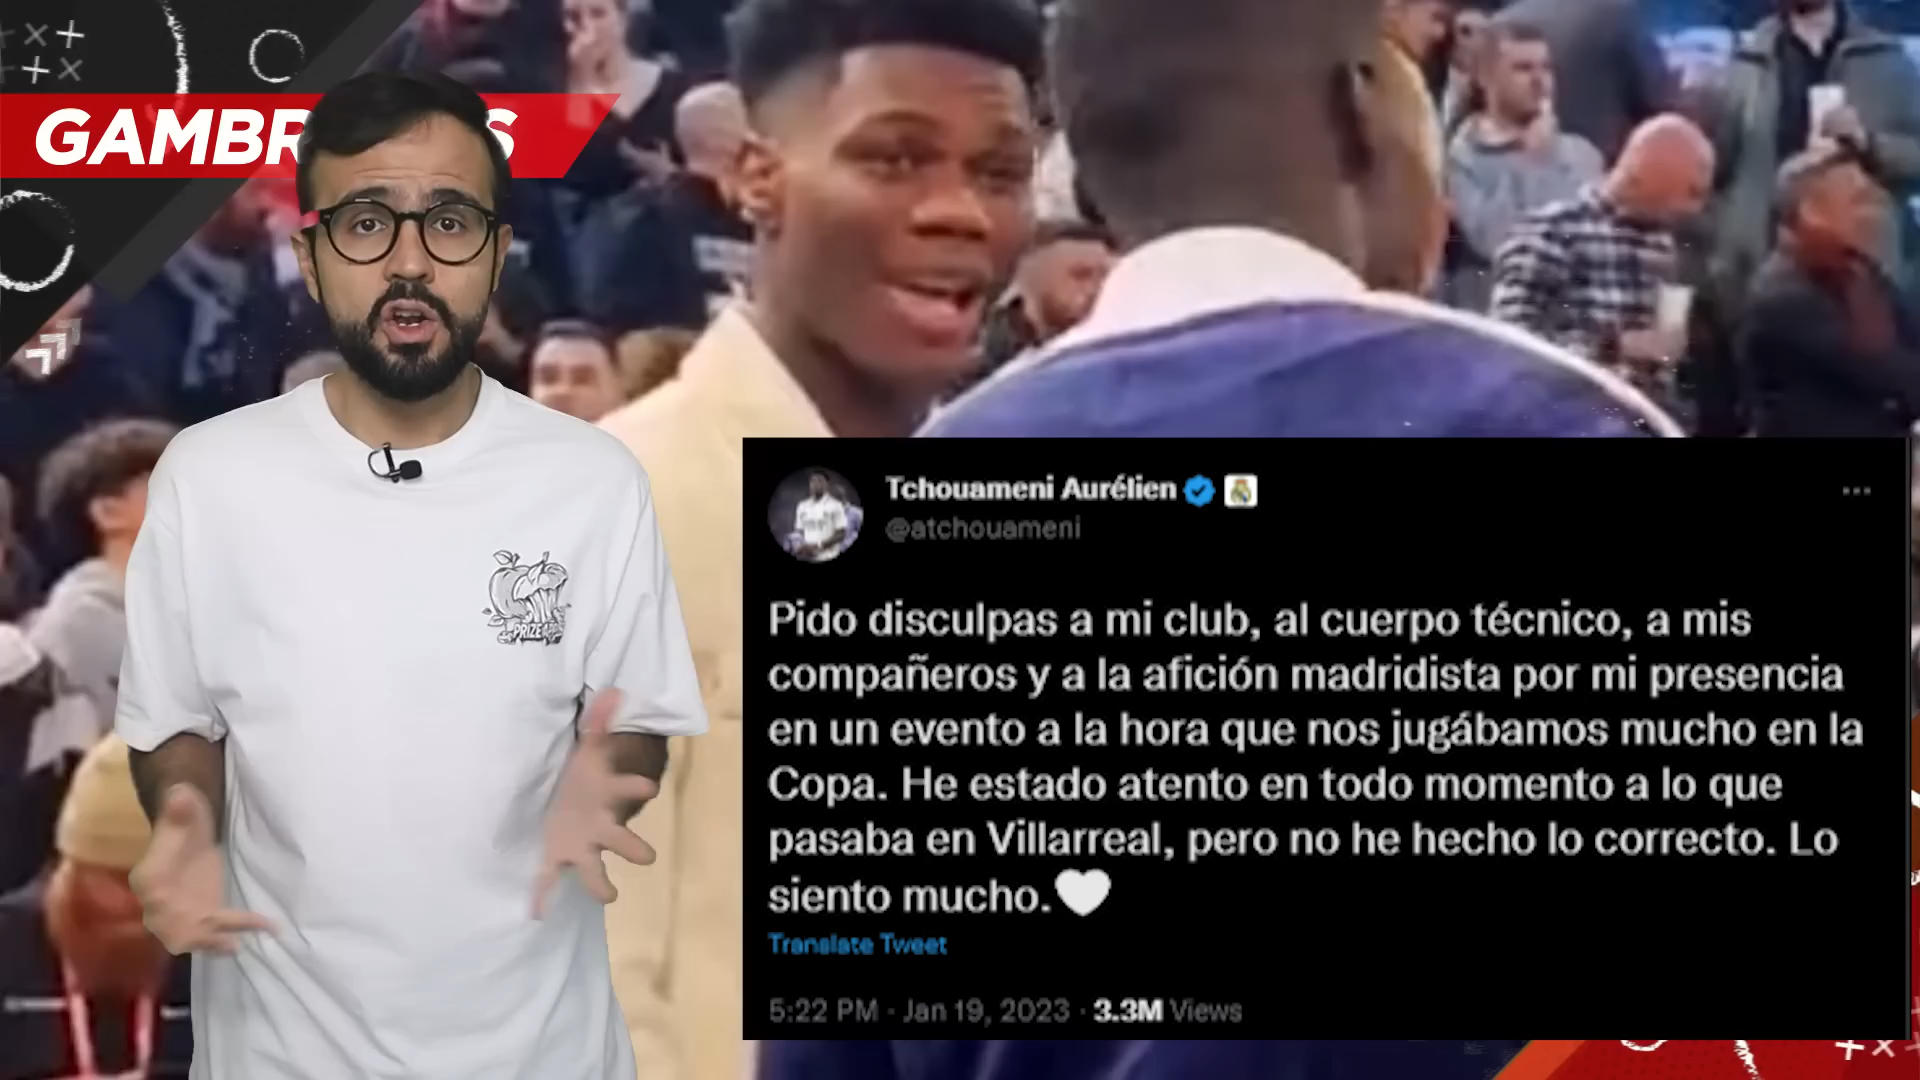 Tchouameni Aurélien
@atchouameni
Pido disculpas a mi club, al cuerpo técnico, a mis
compañeros y a la afición madridista por mi presencia
en un evento a la hora que nos jugábamos mucho en la
Copa. He estado atento en todo momento a lo que
pasaba en Villarreal, pero no he hecho lo correcto. Lo
siento mucho.🤍
Translate Tweet
5:22 PM · Jan 19, 2023 · 3.3M Views